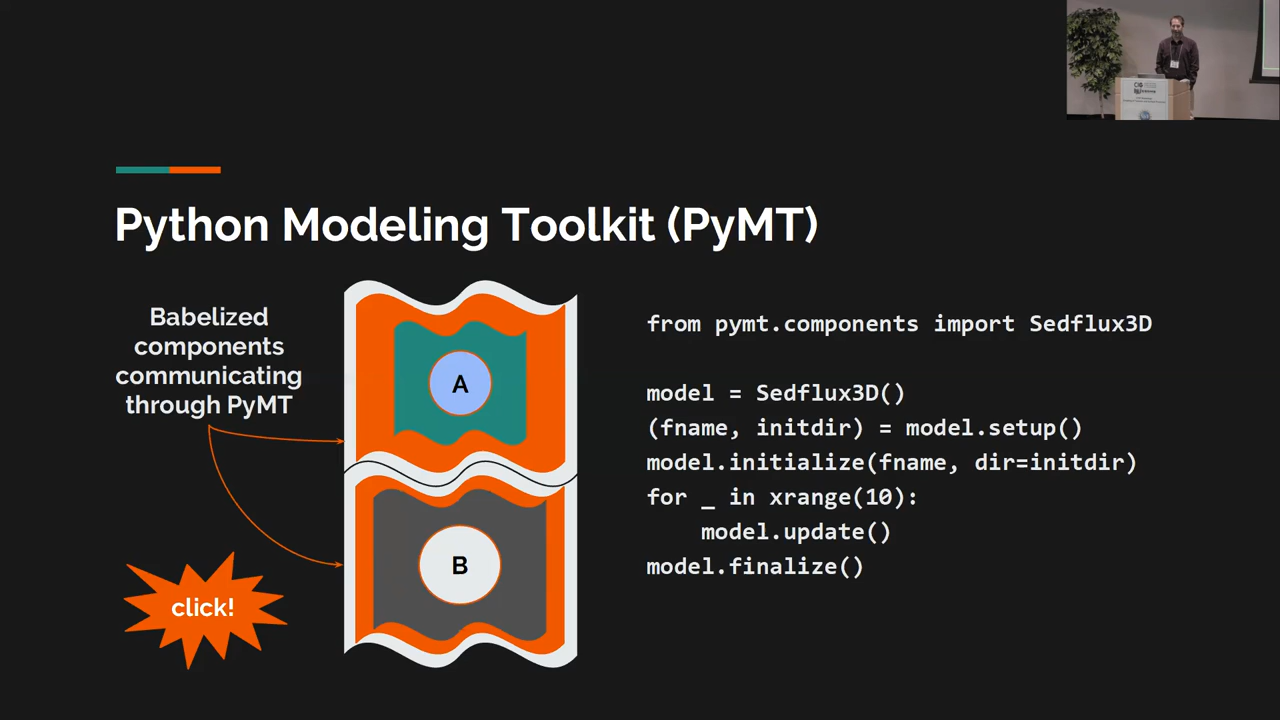 Python Modeling Toolkit (PyMT)
Babelized
components
communicating
through PyMT
A
B
click!
from pymt.components import Sedflux3D
model = Sedflux3D()
(fname, initdir) = model.setup()
model.initialize(fname, dir=initdir)
for _ in xrange(10):
    model.update()
model.finalize()